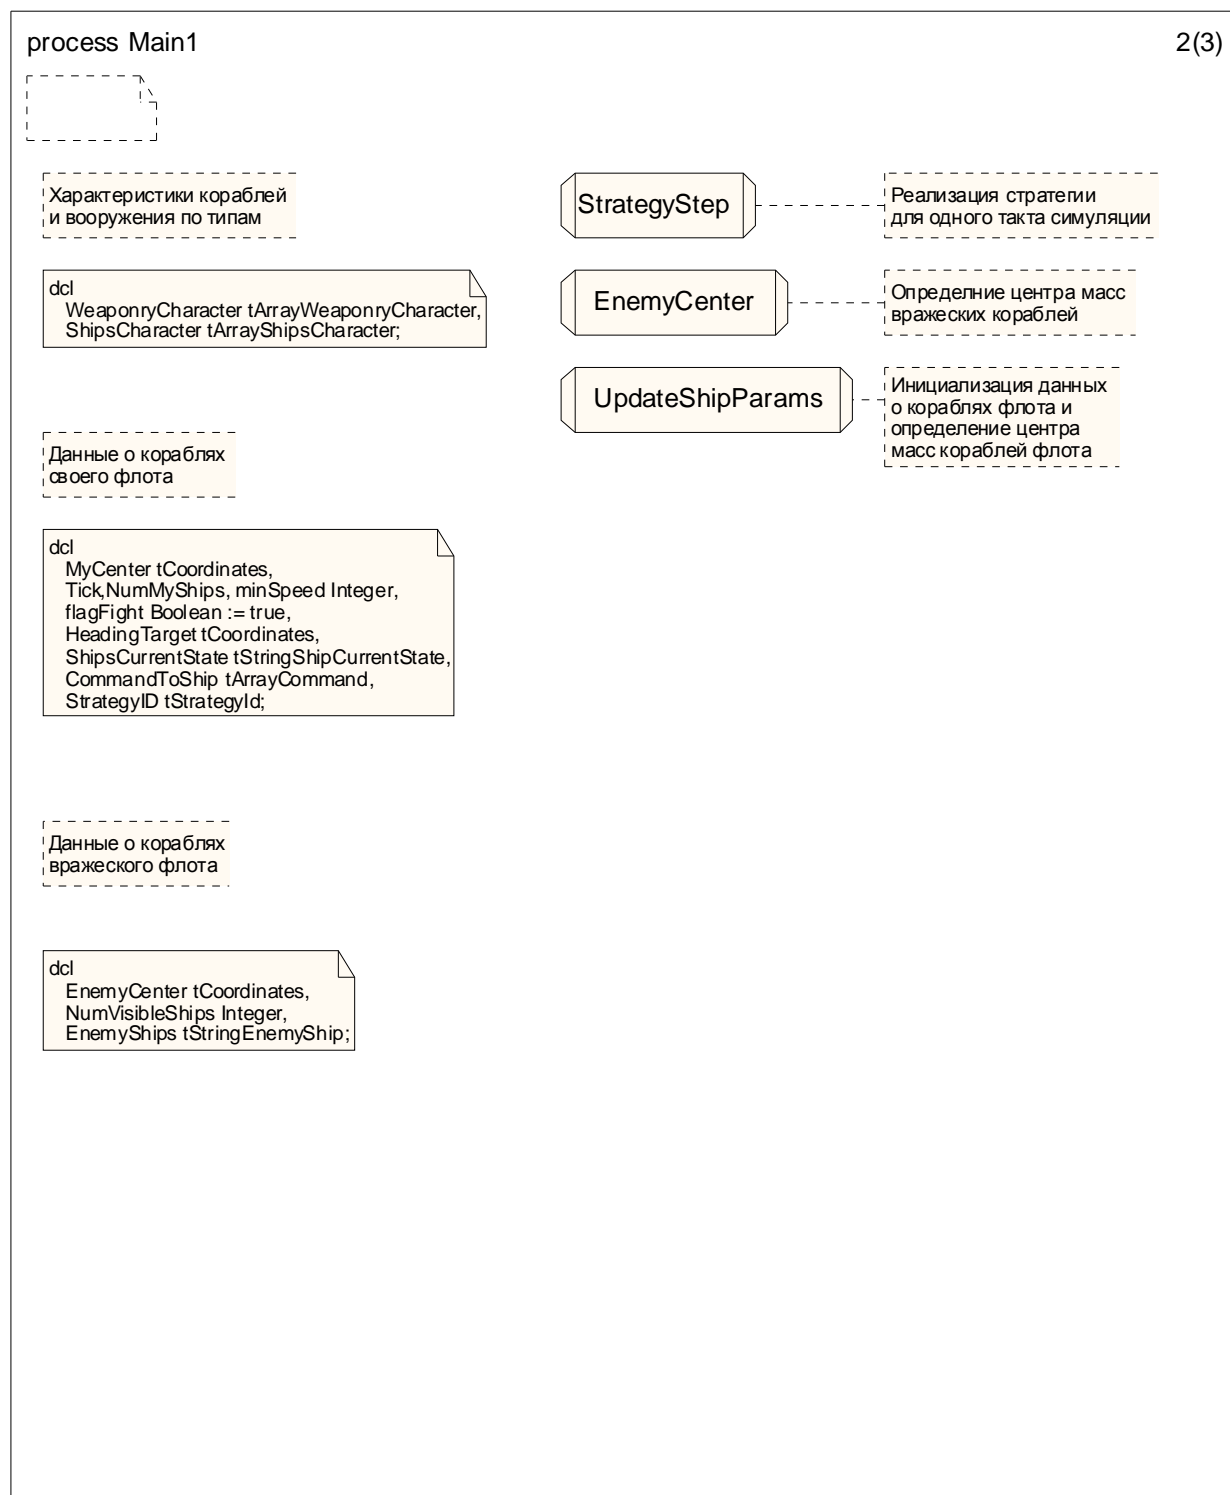 process Main1
2(3)
Характеристики кораблей
и вооружения по типам
dcl
WeaponryCharacter tArrayWeaponryCharacter,
ShipsCharacter tArrayShipsCharacter;
Данные о кораблях
своего флота
dcl
MyCenter tCoordinates,
Tick,NumMyShips, minSpeed Integer,
flagFight Boolean := true,
HeadingTarget tCoordinates,
ShipsCurrentState tStringShipCurrentState,
CommandToShip tArrayCommand,
StrategyID tStrategyId;
Данные о кораблях
вражеского флота
dcl
EnemyCenter tCoordinates,
NumVisibleShips Integer,
EnemyShips tStringEnemyShip;
StrategyStep
Реализация стратегии
для одного такта симуляции
EnemyCenter
Определние центра масс
вражеских кораблей
UpdateShipParams
Инициализация данных
о кораблях флота и
определение центра
масс кораблей флота